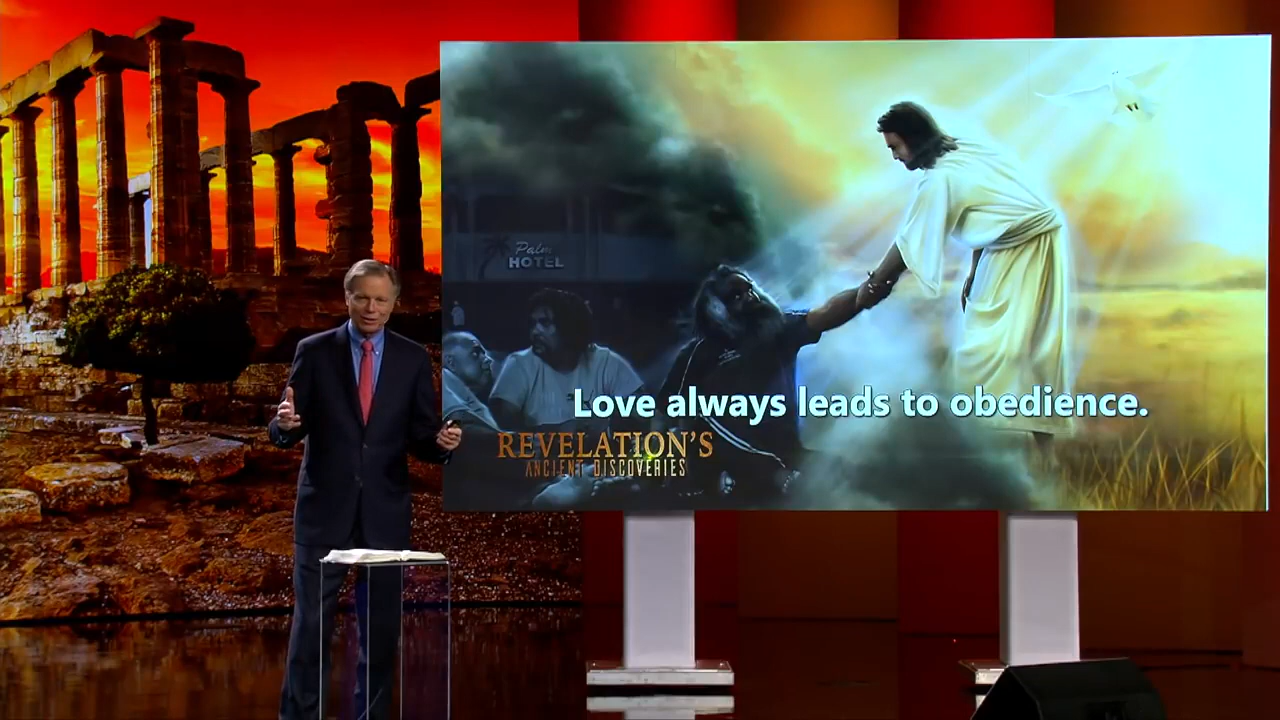 Palm
HOTEL
Love always leads to obedience.
REVELATION'S
ANCIENT DISCOVERIES